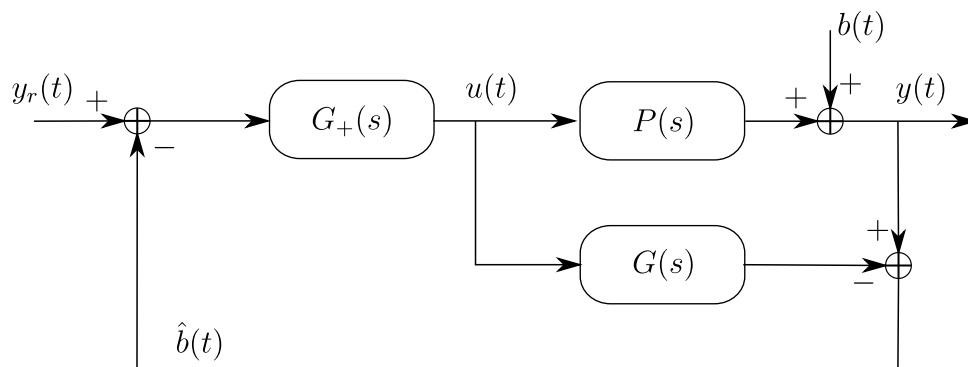 b(t)
y_r(t)
+
−
G_+(s)
u(t)
P(s)
+
+
y(t)
G(s)
+
−
b̂(t)